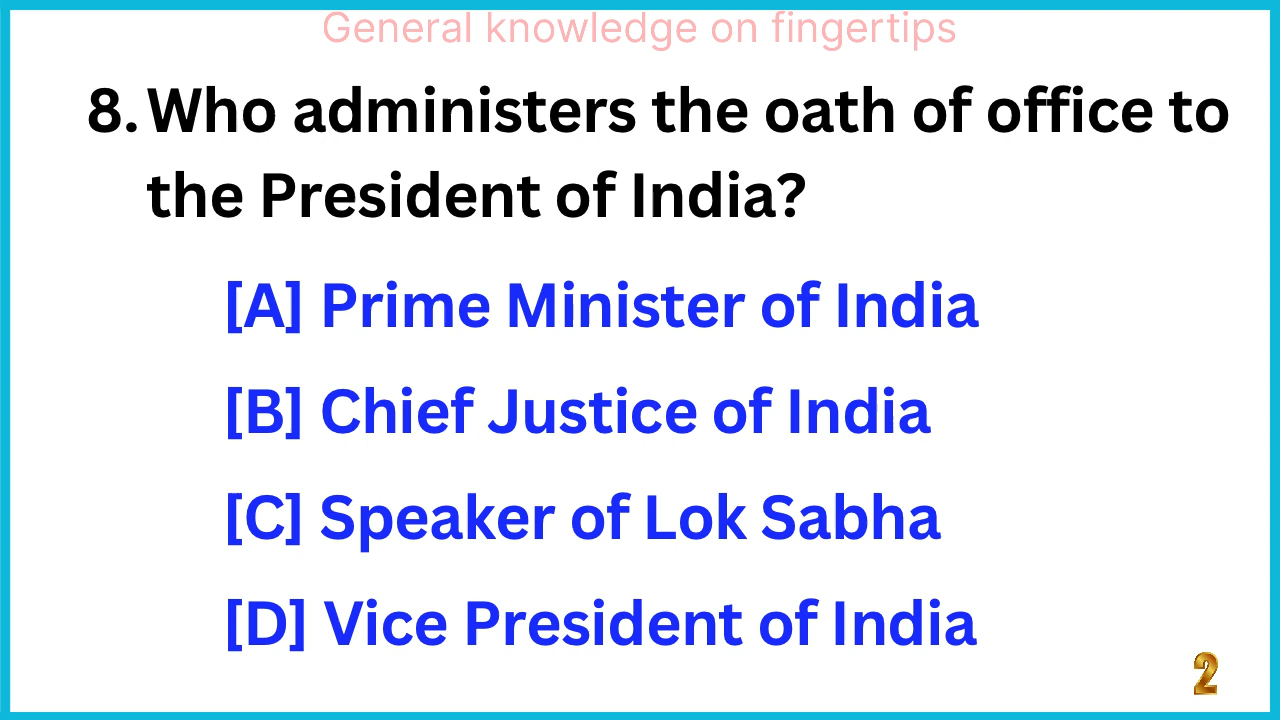 General knowledge on fingertips
8. Who administers the oath of office to
the President of India?
[A] Prime Minister of India
[B] Chief Justice of India
[C] Speaker of Lok Sabha
[D] Vice President of India
2